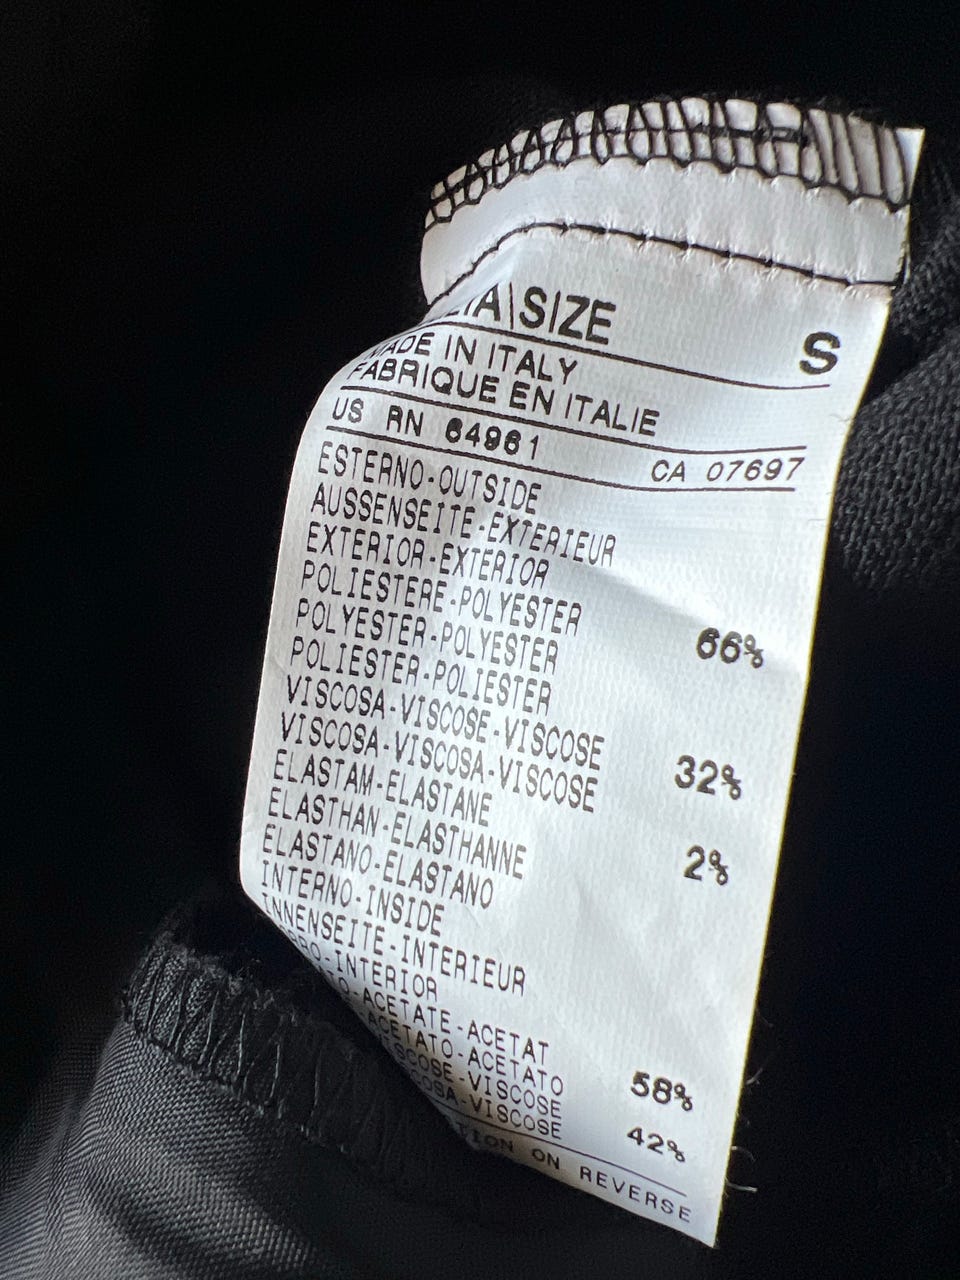 \SIZE S
MADE IN ITALY
FABRIQUE EN ITALIE
US RN 64961 CA 07697
ESTERNO-OUTSIDE
AUSSENSEITE-EXTERIEUR
EXTERIOR-EXTERIOR
POLIESTERE-POLYESTER 66%
POLYESTER-POLYESTER
POLIESTER-POLIESTER
VISCOSA-VISCOSE-VISCOSE 32%
VISCOSA-VISCOSA-VISCOSE
ELASTAM-ELASTANE 2%
ELASTHAN-ELASTHANNE
ELASTANO-ELASTANO
INTERNO-INSIDE
INNENSEITE-INTERIEUR
-INTERIOR
-ACETATE-ACETAT 58%
-ACETATO-ACETATO
-VISCOSE 42%
-VISCOSE
ON REVERSE